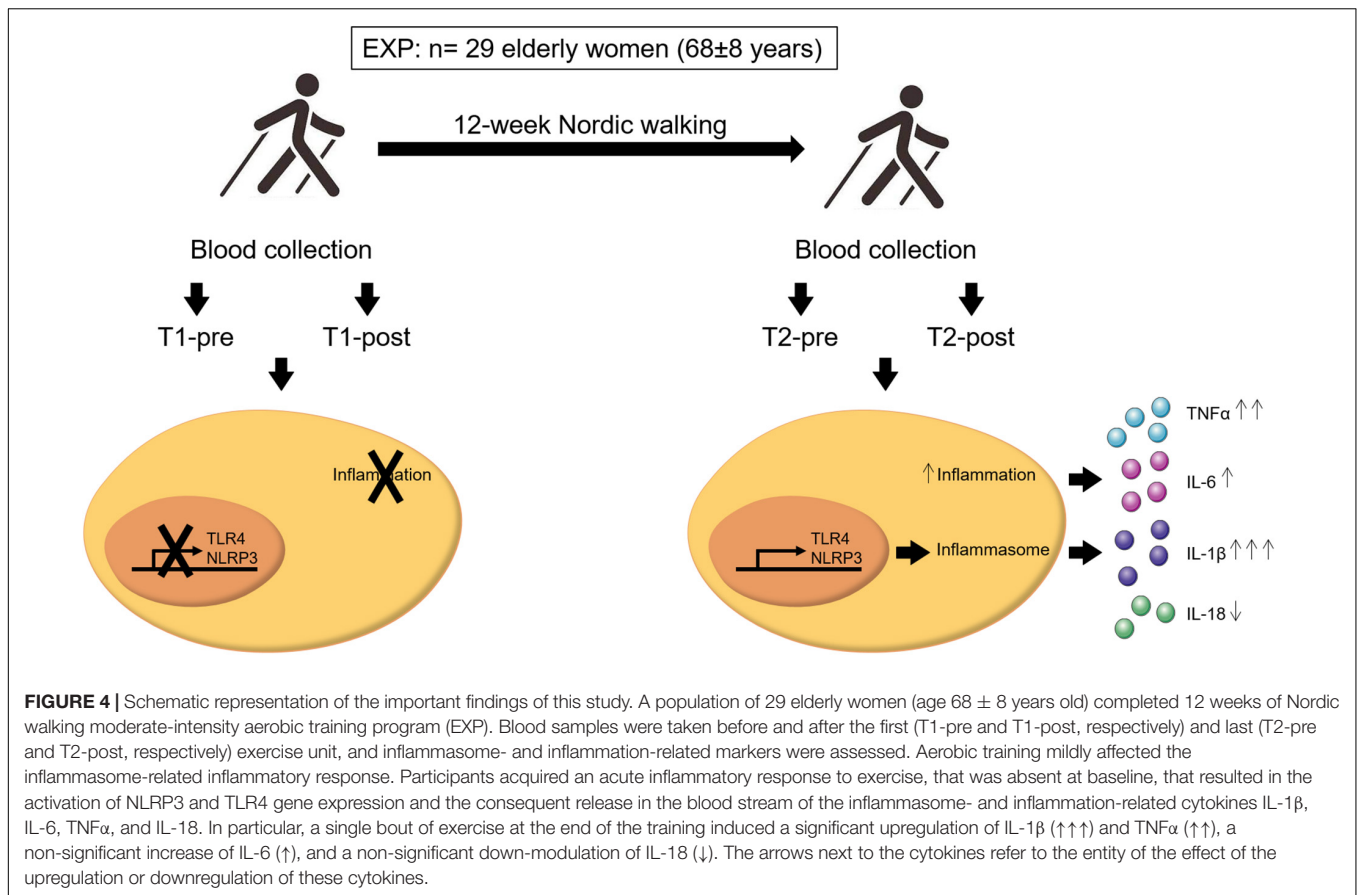 EXP: n= 29 elderly women (68±8 years)
12-week Nordic walking
Blood collection
T1-pre
T1-post
Inflammation
TLR4
NLRP3
Blood collection
T2-pre
T2-post
↑Inflammation
TLR4
NLRP3
Inflammasome
TNFα↑↑
IL-6↑
IL-1β↑↑↑
IL-18↓
FIGURE 4 | Schematic representation of the important findings of this study. A population of 29 elderly women (age 68 ± 8 years old) completed 12 weeks of Nordic
walking moderate-intensity aerobic training program (EXP). Blood samples were taken before and after the first (T1-pre and T1-post, respectively) and last (T2-pre
and T2-post, respectively) exercise unit, and inflammasome- and inflammation-related markers were assessed. Aerobic training mildly affected the
inflammasome-related inflammatory response. Participants acquired an acute inflammatory response to exercise, that was absent at baseline, that resulted in the
activation of NLRP3 and TLR4 gene expression and the consequent release in the blood stream of the inflammasome- and inflammation-related cytokines IL-1β,
IL-6, TNFα, and IL-18. In particular, a single bout of exercise at the end of the training induced a significant upregulation of IL-1β (↑↑↑) and TNFα (↑↑), a
non-significant increase of IL-6 (↑), and a non-significant down-modulation of IL-18 (↓). The arrows next to the cytokines refer to the entity of the effect of the
upregulation or downregulation of these cytokines.